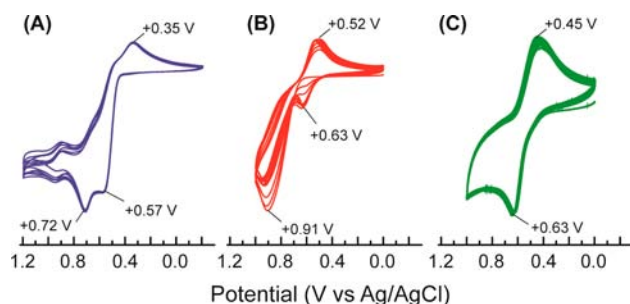 (A) (B) (C)
+0.35 V +0.52 V +0.45 V
+0.63 V
+0.72 V +0.57 V +0.91 V +0.63 V
1.2 0.8 0.4 0.0 1.2 0.8 0.4 0.0 1.2 0.8 0.4 0.0
Potential (V vs Ag/AgCl)